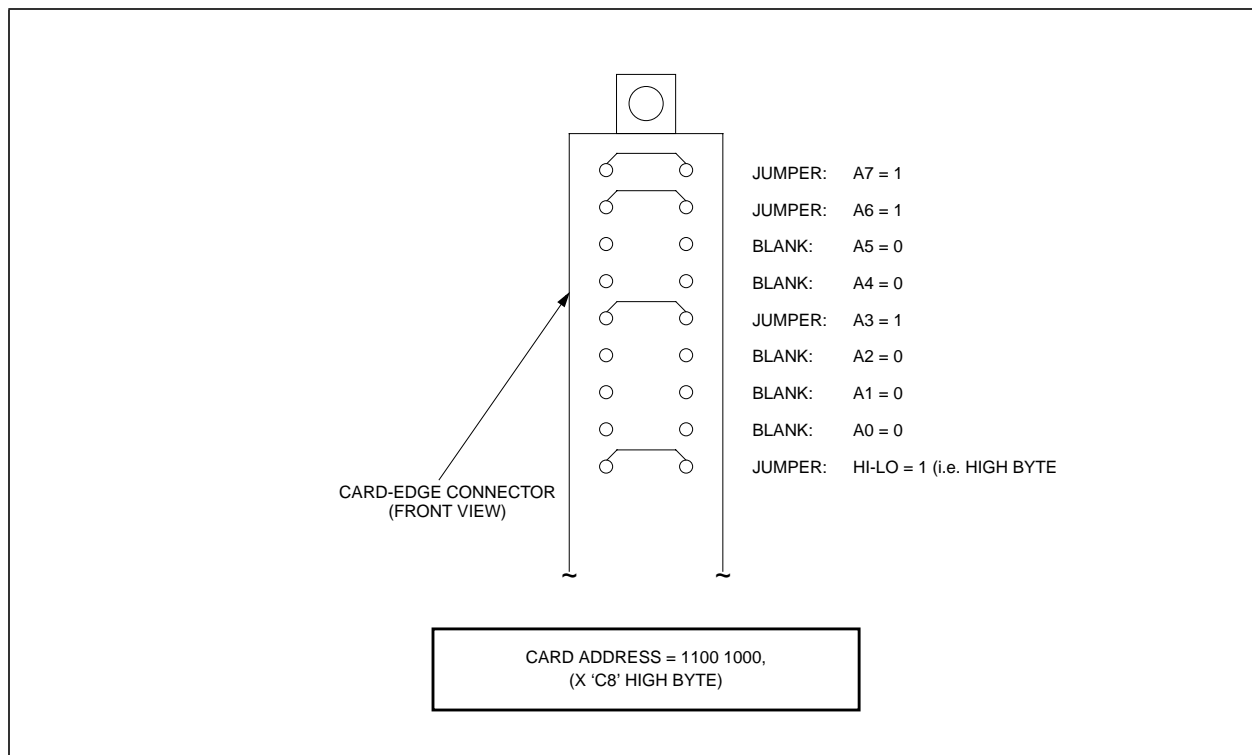 JUMPER: A7 = 1
JUMPER: A6 = 1
BLANK: A5 = 0
BLANK: A4 = 0
JUMPER: A3 = 1
BLANK: A2 = 0
BLANK: A1 = 0
BLANK: A0 = 0
JUMPER: HI-LO = 1 (i.e. HIGH BYTE
CARD-EDGE CONNECTOR
(FRONT VIEW)
~ ~
CARD ADDRESS = 1100 1000,
(X ‘C8’ HIGH BYTE)